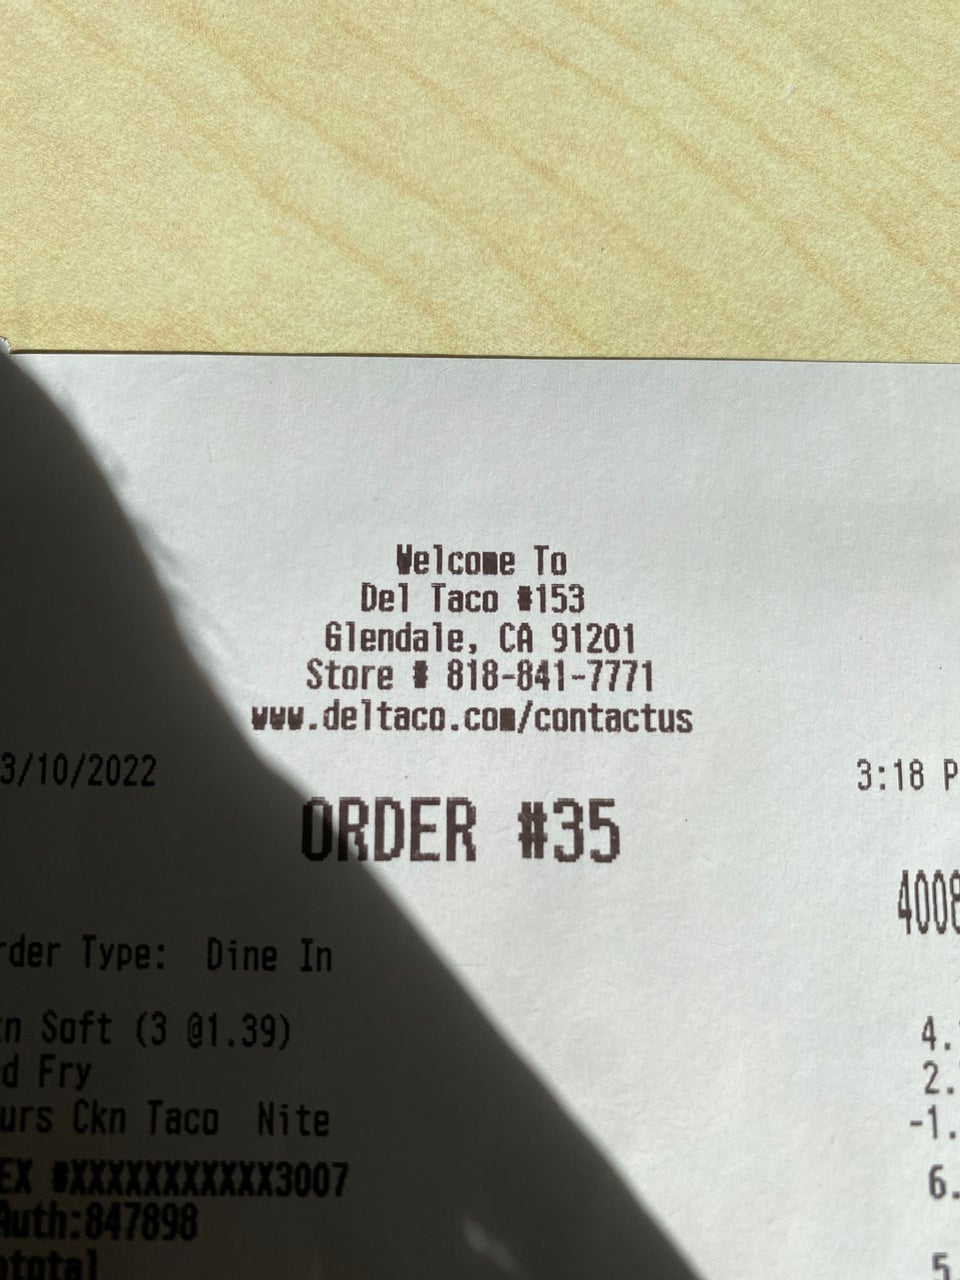 Welcome To
Del Taco #153
Glendale, CA 91201
Store # 818-841-7771
www.deltaco.com/contactus
3/10/2022 3:18 P
ORDER #35
4008
rder Type: Dine In
n Soft (3 @1.39) 4.
d Fry 2.
urs Ckn Taco Nite -1.
EX #XXXXXXXXXXX3007 6.
Auth:847898
btotal 5